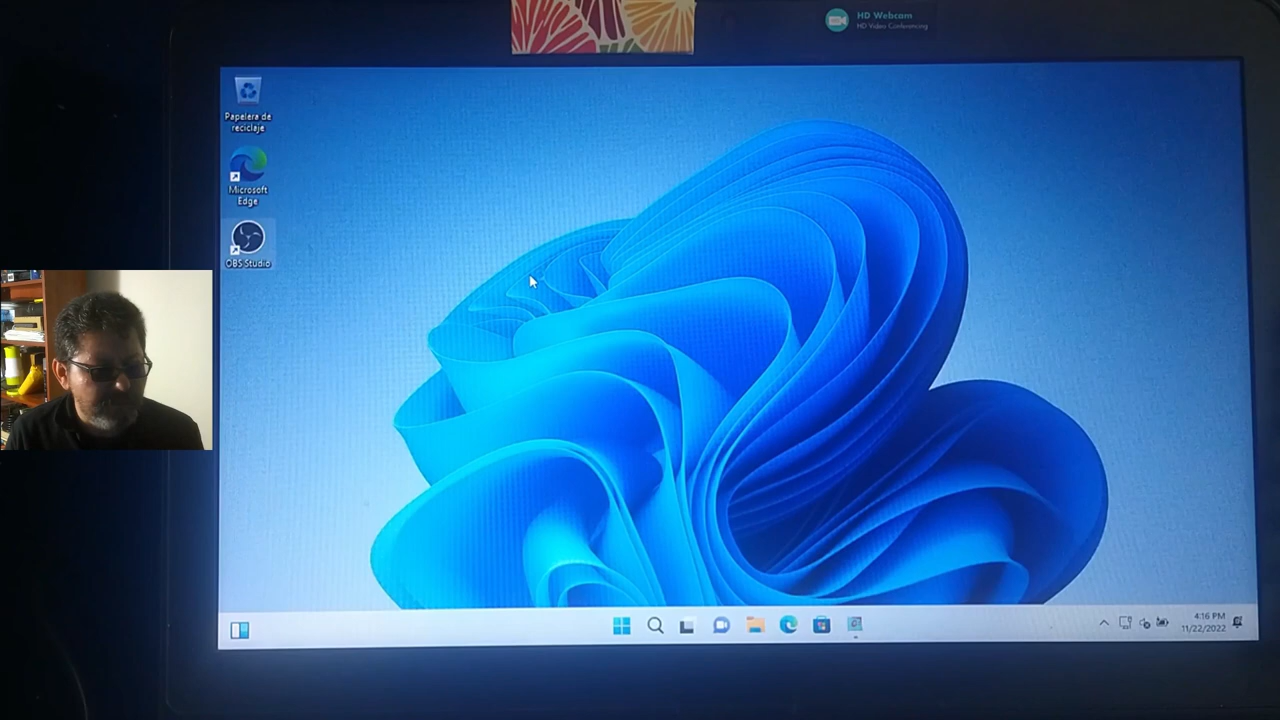 HD Webcam
HD Video Conferencing
Papelera de
reciclaje
Microsoft
Edge
OBS Studio
4:16 PM
11/22/2022